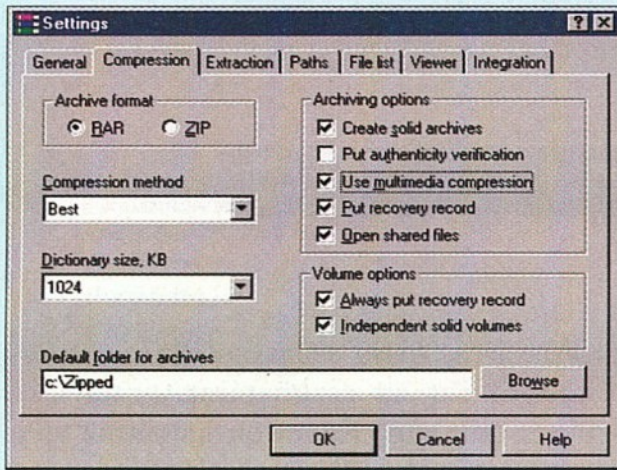 Settings
General Compression Extraction Paths File list Viewer Integration
Archive format
RAR ZIP
Compression method
Best
Dictionary size, KB
1024
Archiving options
Create solid archives
Put authenticity verification
Use multimedia compression
Put recovery record
Open shared files
Volume options
Always put recovery record
Independent solid volumes
Default folder for archives
c:\Zipped
Browse
OK Cancel Help